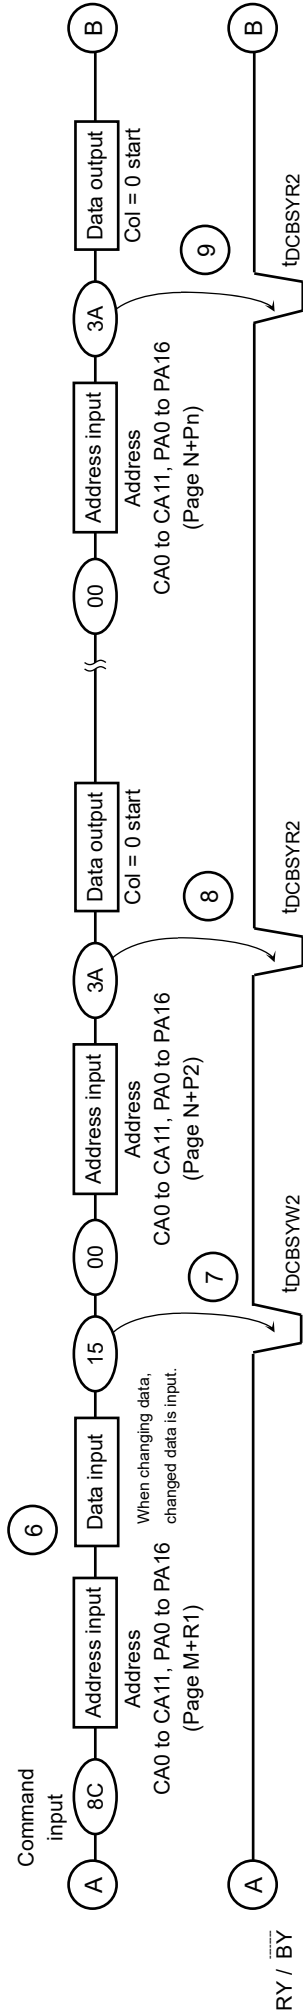 6
Command
input
A
8C
Address input
Data input
15
00
Address input
3A
Data output
00
Address input
3A
Data output
B
Address
CA0 to CA11, PA0 to PA16
(Page M+R1)
When changing data,
changed data is input.
Address
CA0 to CA11, PA0 to PA16
(Page N+P2)
Col = 0 start
Address
CA0 to CA11, PA0 to PA16
(Page N+Pn)
Col = 0 start
7
8
9
RY / BY
A
B
tDCBSYW2
tDCBSYR2
tDCBSYR2